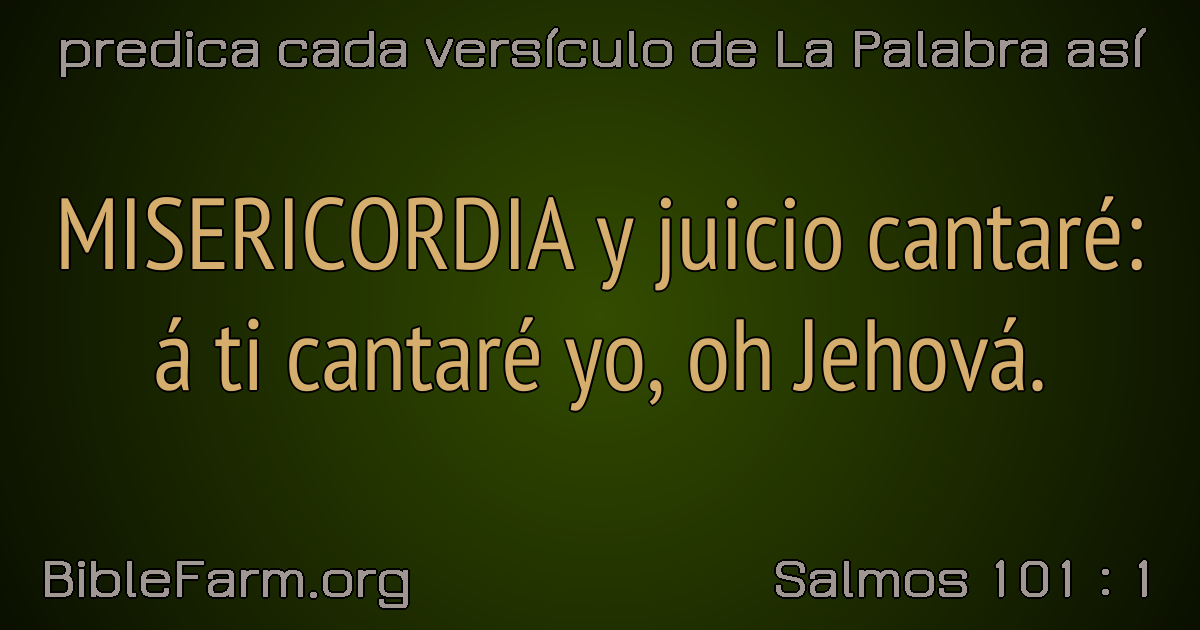 predica cada versículo de La Palabra así
MISERICORDIA y juicio cantaré:
á ti cantaré yo, oh Jehová.
BibleFarm.org
Salmos 101 : 1